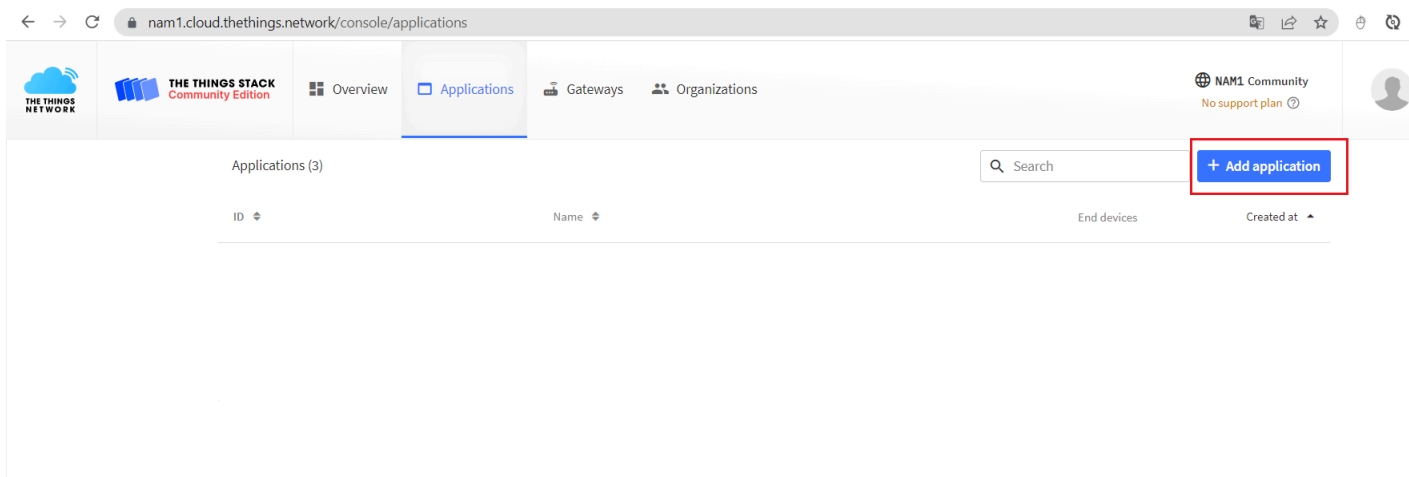 nam1.cloud.thethings.network/console/applications
THE THINGS NETWORK
THE THINGS STACK
Community Edition
Overview
Applications
Gateways
Organizations
NAM1 Community
No support plan
Applications (3)
Search
+ Add application
ID
Name
End devices
Created at